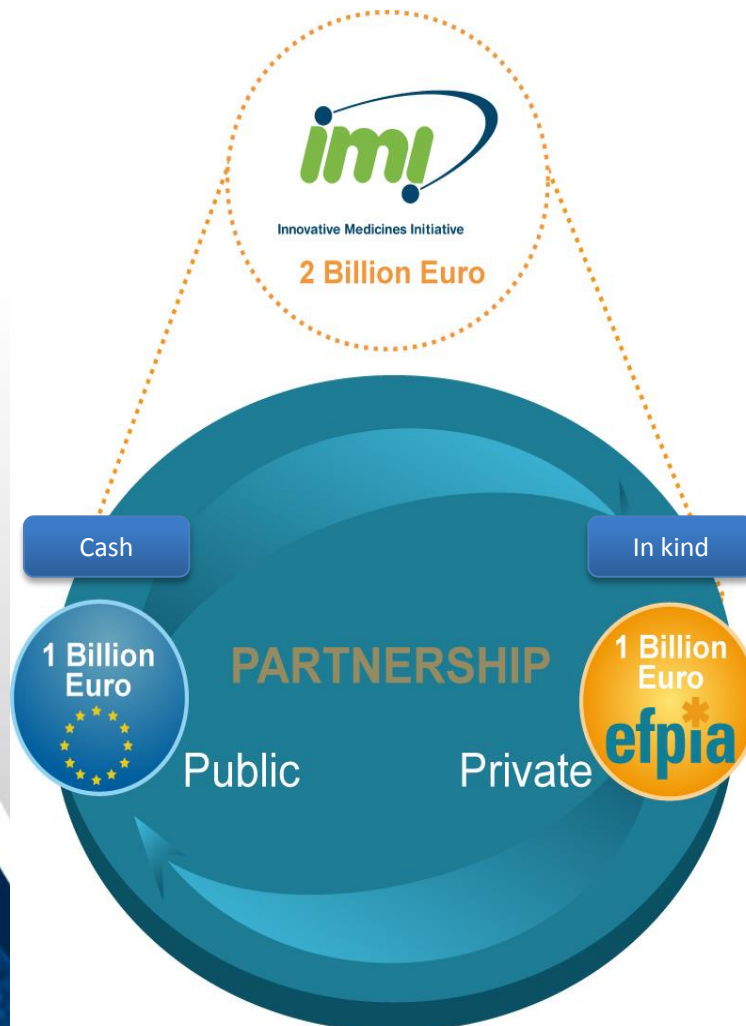 imi
Innovative Medicines Initiative
2 Billion Euro
Cash
In kind
1 Billion
Euro
PARTNERSHIP
1 Billion
Euro
efpia
Public
Private